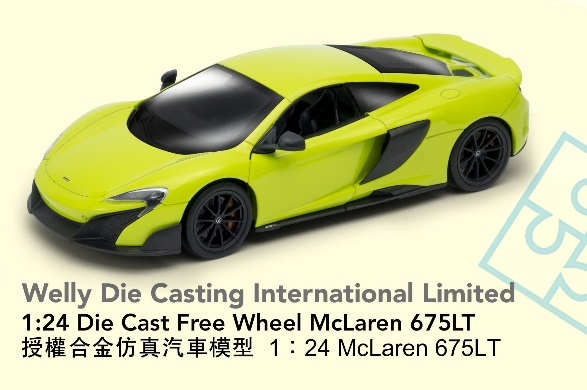 Welly Die Casting International Limited
1:24 Die Cast Free Wheel McLaren 675LT
授權合金仿真汽車模型 1：24 McLaren 675LT